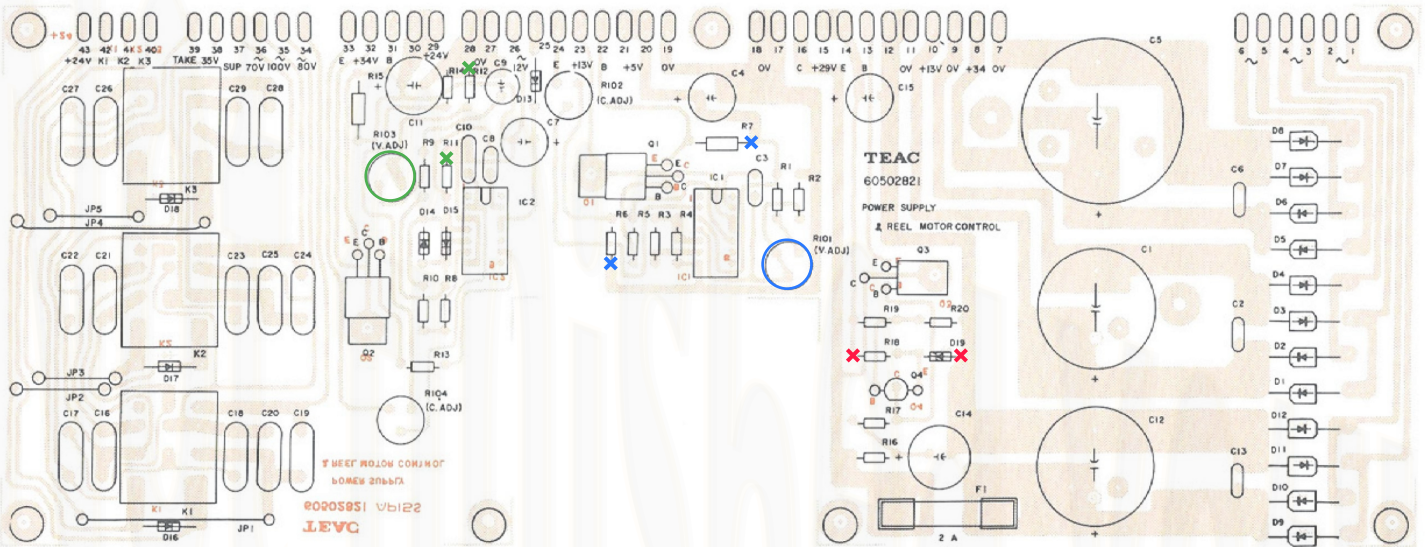 43 42 41 40 39 38 37 36 35 34
+24V K1 K2 K3 TAKE 35V SUP 70V 100V ~80V
33 32 31 30 29 28 27 26 25 24 23 22 21 20 19
E +34V B +24V 0V ~12V E +13V B +5V 0V
18 17 16 15 14 13 12 11 10 9 8 7
0V C +29V E B 0V +13V 0V +34 0V
6 5 4 3 2 1
~ ~ ~
C27 C26 C29 C28
K3
D18
JP5
JP4
C22 C21 C23 C25 C24
K2
D17
JP3
JP2
C17 C16 C18 C20 C19
K1
D16
JP1
R15 + C11 R14 R12 C9 D13
R102
(C.ADJ)
R103
(V.ADJ)
R9 R11 C10 C8 C7 +
IC2
D14 D15
E C B
R10 R8
Q2
R13
R104
(C.ADJ)
C4 +
R7
Q1
E
C
B
IC1
C3 R1 R2
R6 R5 R3 R4
R101
(V.ADJ)
C15 +
TEAC
60502821
POWER SUPPLY
& REEL MOTOR CONTROL
Q3
E
C
B
R19 R20
R18 D19
Q4
R17
R16 + C14
F1
2 A
C5
+
C1
+
C12
+
C6
C2
C13
D8
D7
D6
D5
D4
D3
D2
D1
D12
D11
D10
D9
& REEL MOTOR CONTROL
POWER SUPPLY
60502821
TEAC